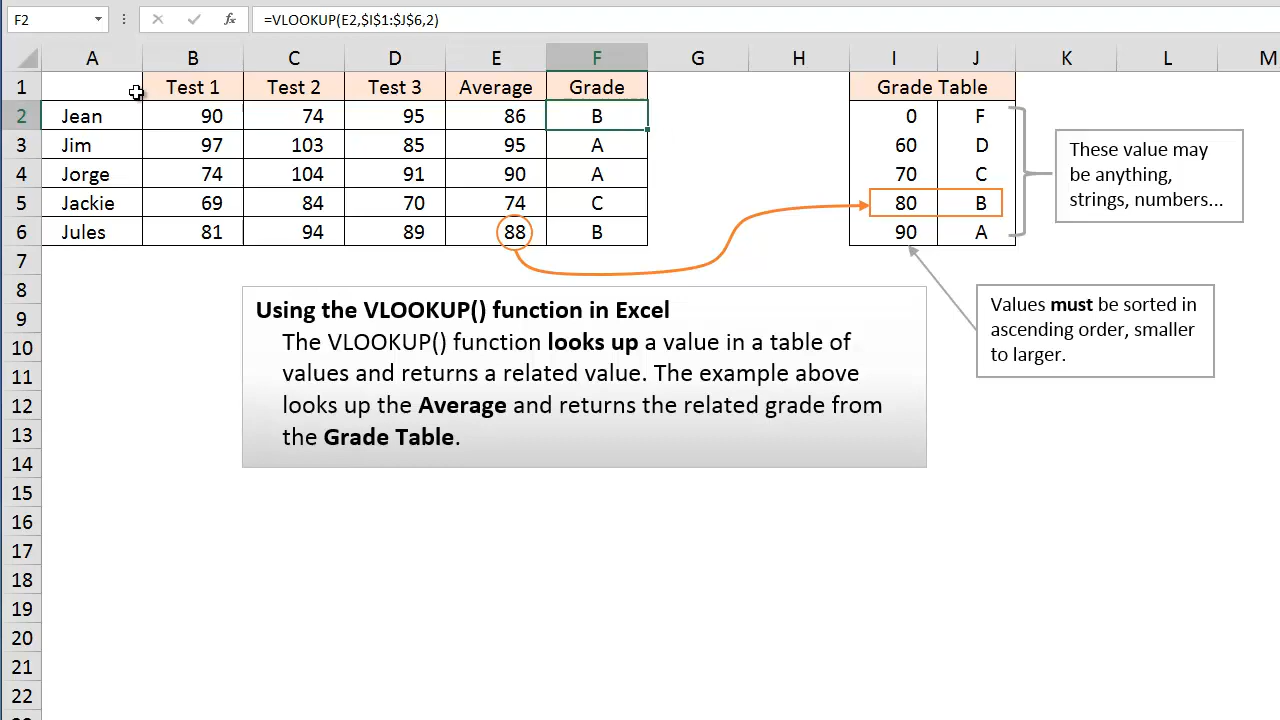 F2 fx =VLOOKUP(E2,$I$1:$J$6,2)
A B C D E F G H I J K L M
1 Test 1 Test 2 Test 3 Average Grade Grade Table
2 Jean 90 74 95 86 B 0 F
3 Jim 97 103 85 95 A 60 D
4 Jorge 74 104 91 90 A 70 C
5 Jackie 69 84 70 74 C 80 B
6 Jules 81 94 89 88 B 90 A
These value may
be anything,
strings, numbers...
7
8
9
10
11
12
13
14
15
16
17
18
19
20
21
22
Using the VLOOKUP() function in Excel
The VLOOKUP() function looks up a value in a table of
values and returns a related value. The example above
looks up the Average and returns the related grade from
the Grade Table.
Values must be sorted in
ascending order, smaller
to larger.